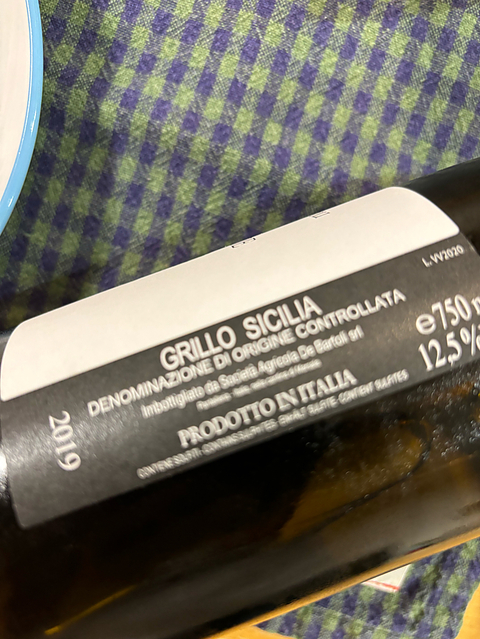 L. VV2020
GRILLO SICILIA
DENOMINAZIONE DI ORIGINE CONTROLLATA
Imbottigliato da Società Agricola De Bartoli srl
PRODOTTO IN ITALIA
e750
12,5%
2019